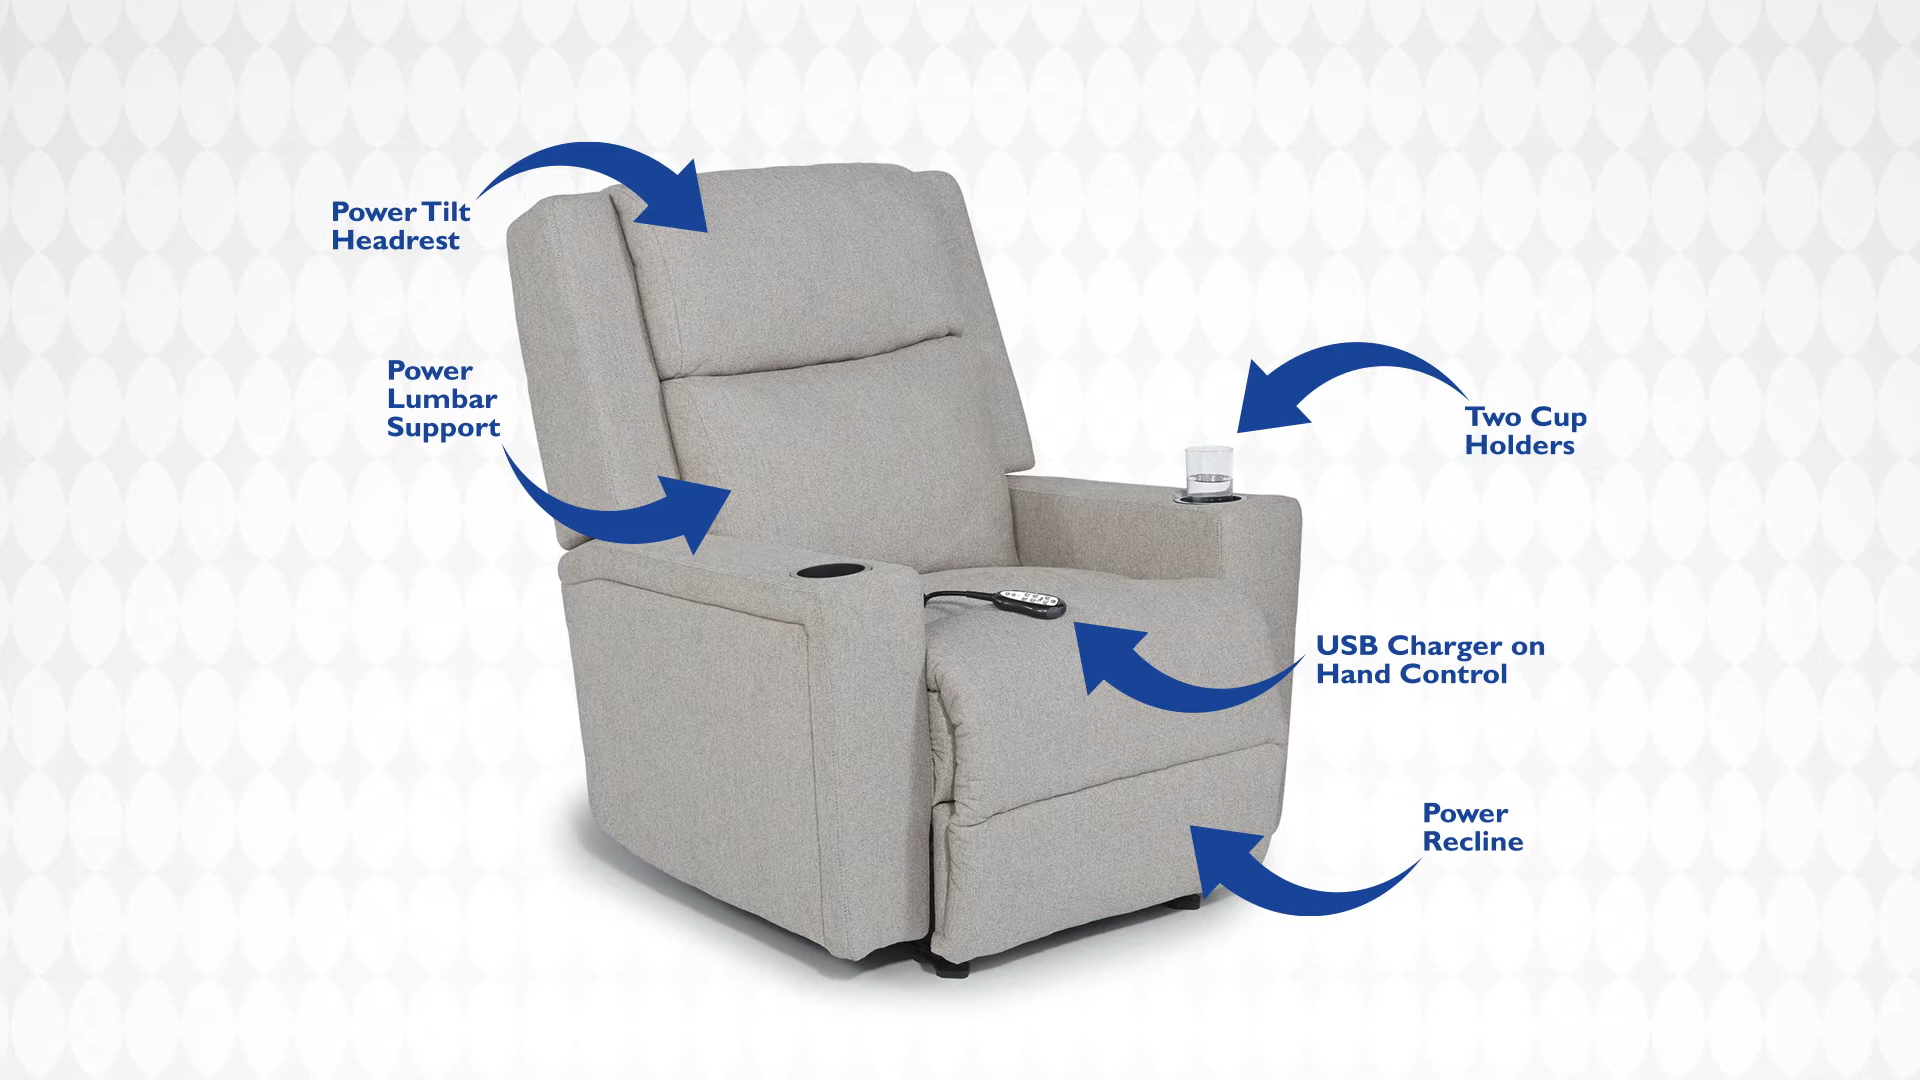 Power Tilt
Headrest
Power
Lumbar
Support
Two Cup
Holders
USB Charger on
Hand Control
Power
Recline